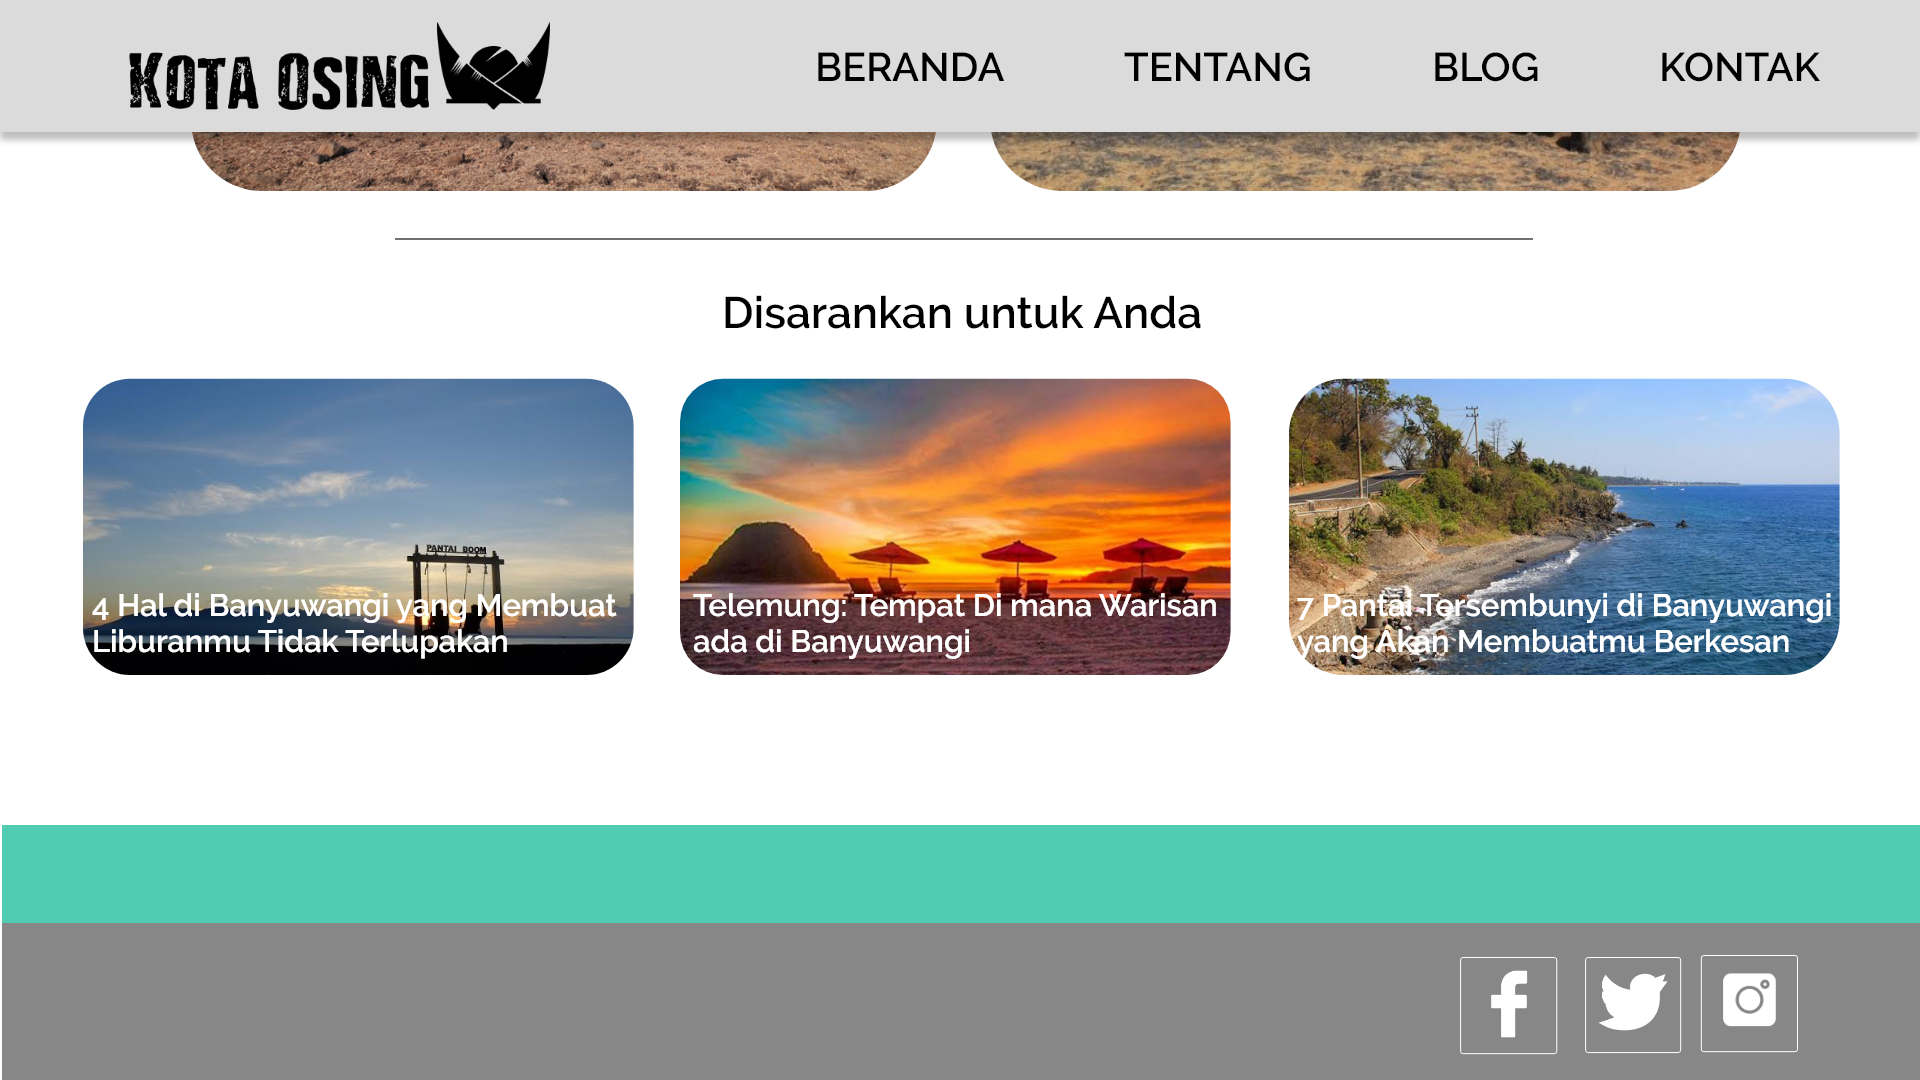 KOTA OSING
BERANDA
TENTANG
BLOG
KONTAK
Disarankan untuk Anda
PANTAI BOOM
4 Hal di Banyuwangi yang Membuat
Liburanmu Tidak Terlupakan
Telemung: Tempat Di mana Warisan
ada di Banyuwangi
7 Pantai Tersembunyi di Banyuwangi
yang Akan Membuatmu Berkesan